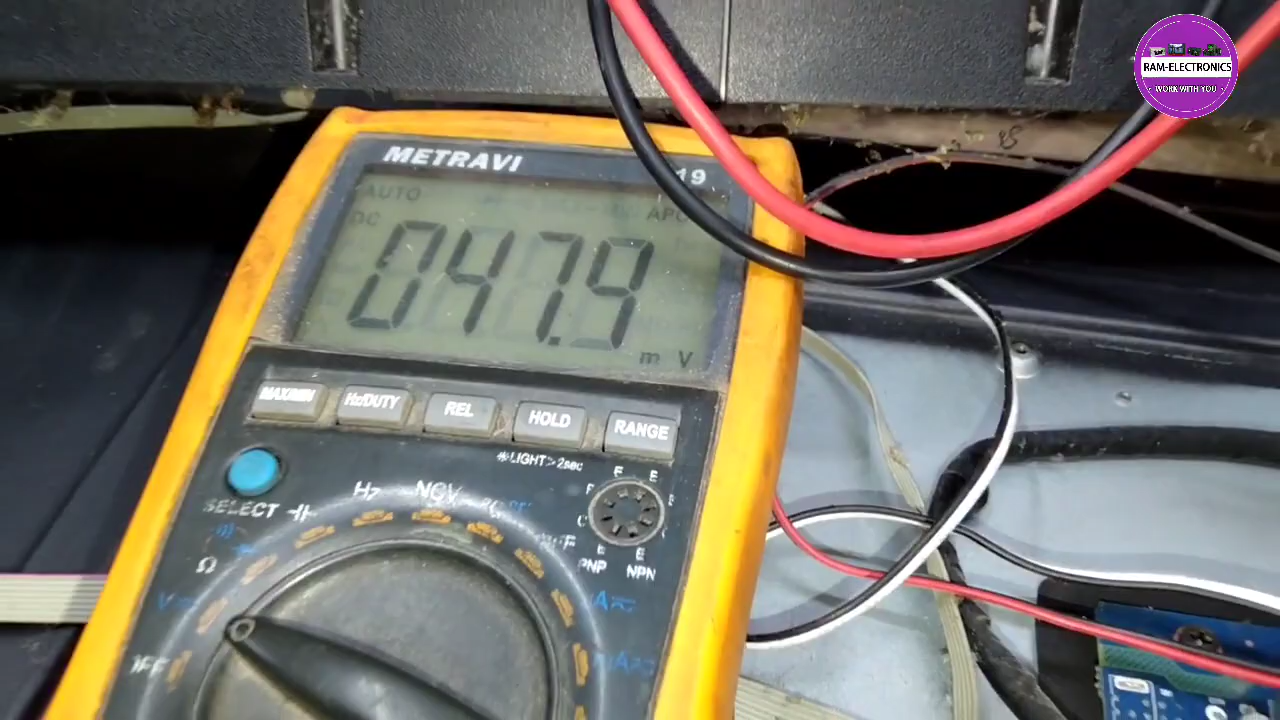 RAM-ELECTRONICS
WORK WITH YOU
METRAVI
19
AUTO
DC
047.9
m V
MAX/MIN
Hz/DUTY
REL
HOLD
RANGE
☀LIGHT>2sec
SELECT
Hz
NCV
Ω
V
E
E
E
E
PNP
NPN